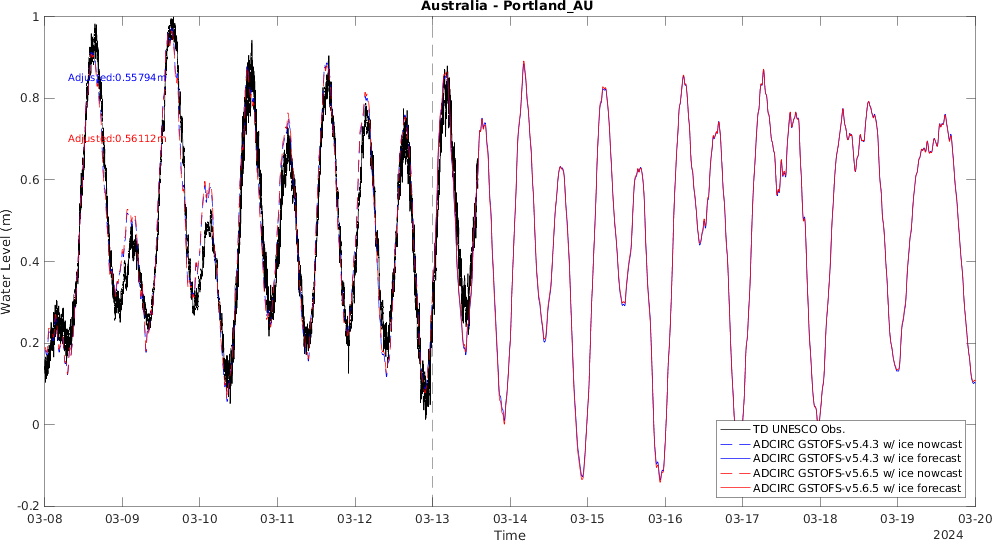 Australia - Portland_AU
1
0.8
0.6
0.4
0.2
0
-0.2
Water Level (m)
Adjusted:0.55794m
Adjusted:0.56112m
TD UNESCO Obs.
ADCIRC GSTOFS-v5.4.3 w/ ice nowcast
ADCIRC GSTOFS-v5.4.3 w/ ice forecast
ADCIRC GSTOFS-v5.6.5 w/ ice nowcast
ADCIRC GSTOFS-v5.6.5 w/ ice forecast
03-08 03-09 03-10 03-11 03-12 03-13 03-14 03-15 03-16 03-17 03-18 03-19 03-20
Time
2024